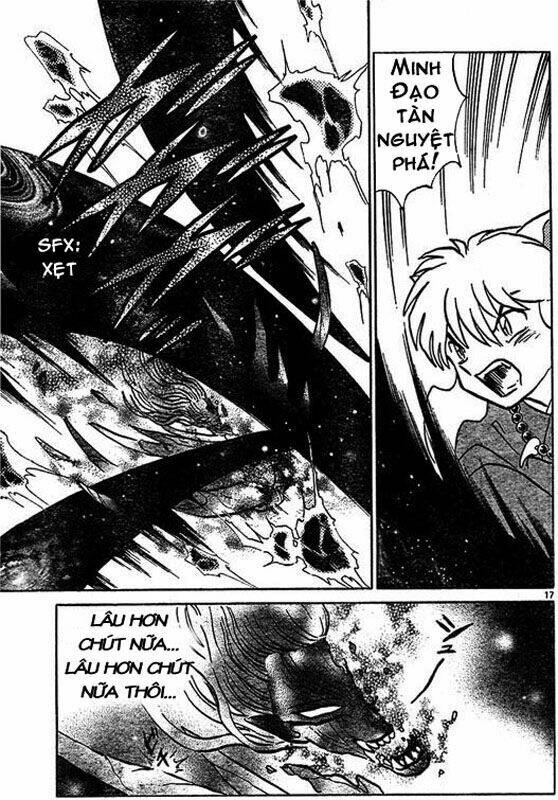 MINH
ĐẠO
TÀN
NGUYỆT
PHÁ!
SFX:
XẸT
17
LÂU HƠN
CHÚT NỮA...
LÂU HƠN CHÚT
NỮA THÔI...